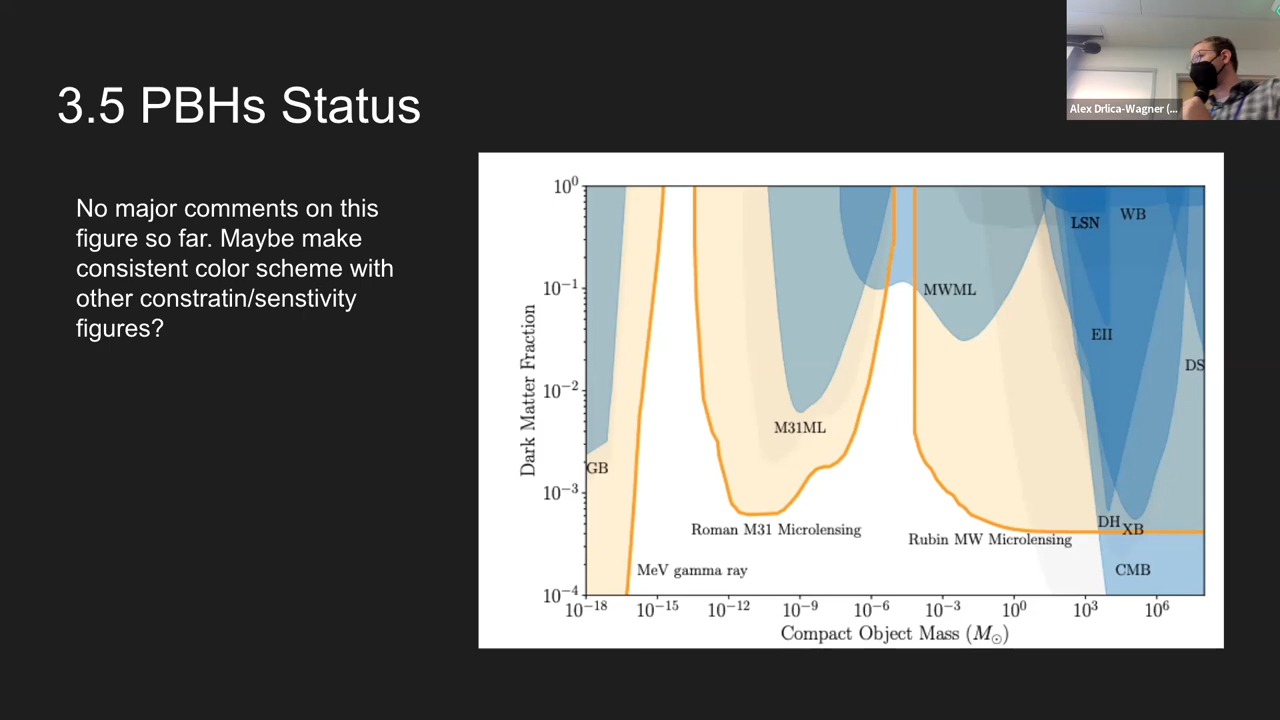 Alex Drlica-Wagner (...
3.5 PBHs Status
No major comments on this
figure so far. Maybe make
consistent color scheme with
other constratin/senstivity
figures?
Dark Matter Fraction
10⁰
10⁻¹
10⁻²
10⁻³
10⁻⁴
LSN
WB
MWML
EII
DS
M31ML
GB
DH
XB
Roman M31 Microlensing
Rubin MW Microlensing
MeV gamma ray
CMB
10⁻¹⁸
10⁻¹⁵
10⁻¹²
10⁻⁹
10⁻⁶
10⁻³
10⁰
10³
10⁶
Compact Object Mass (M⊙)